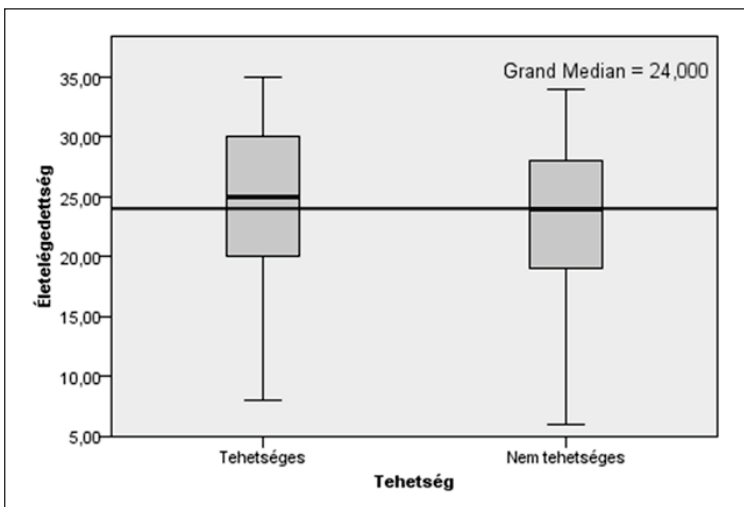 Grand Median = 24,000
35,00
30,00
25,00
20,00
15,00
10,00
5,00
Életelégedettség
Tehetséges
Nem tehetséges
Tehetség